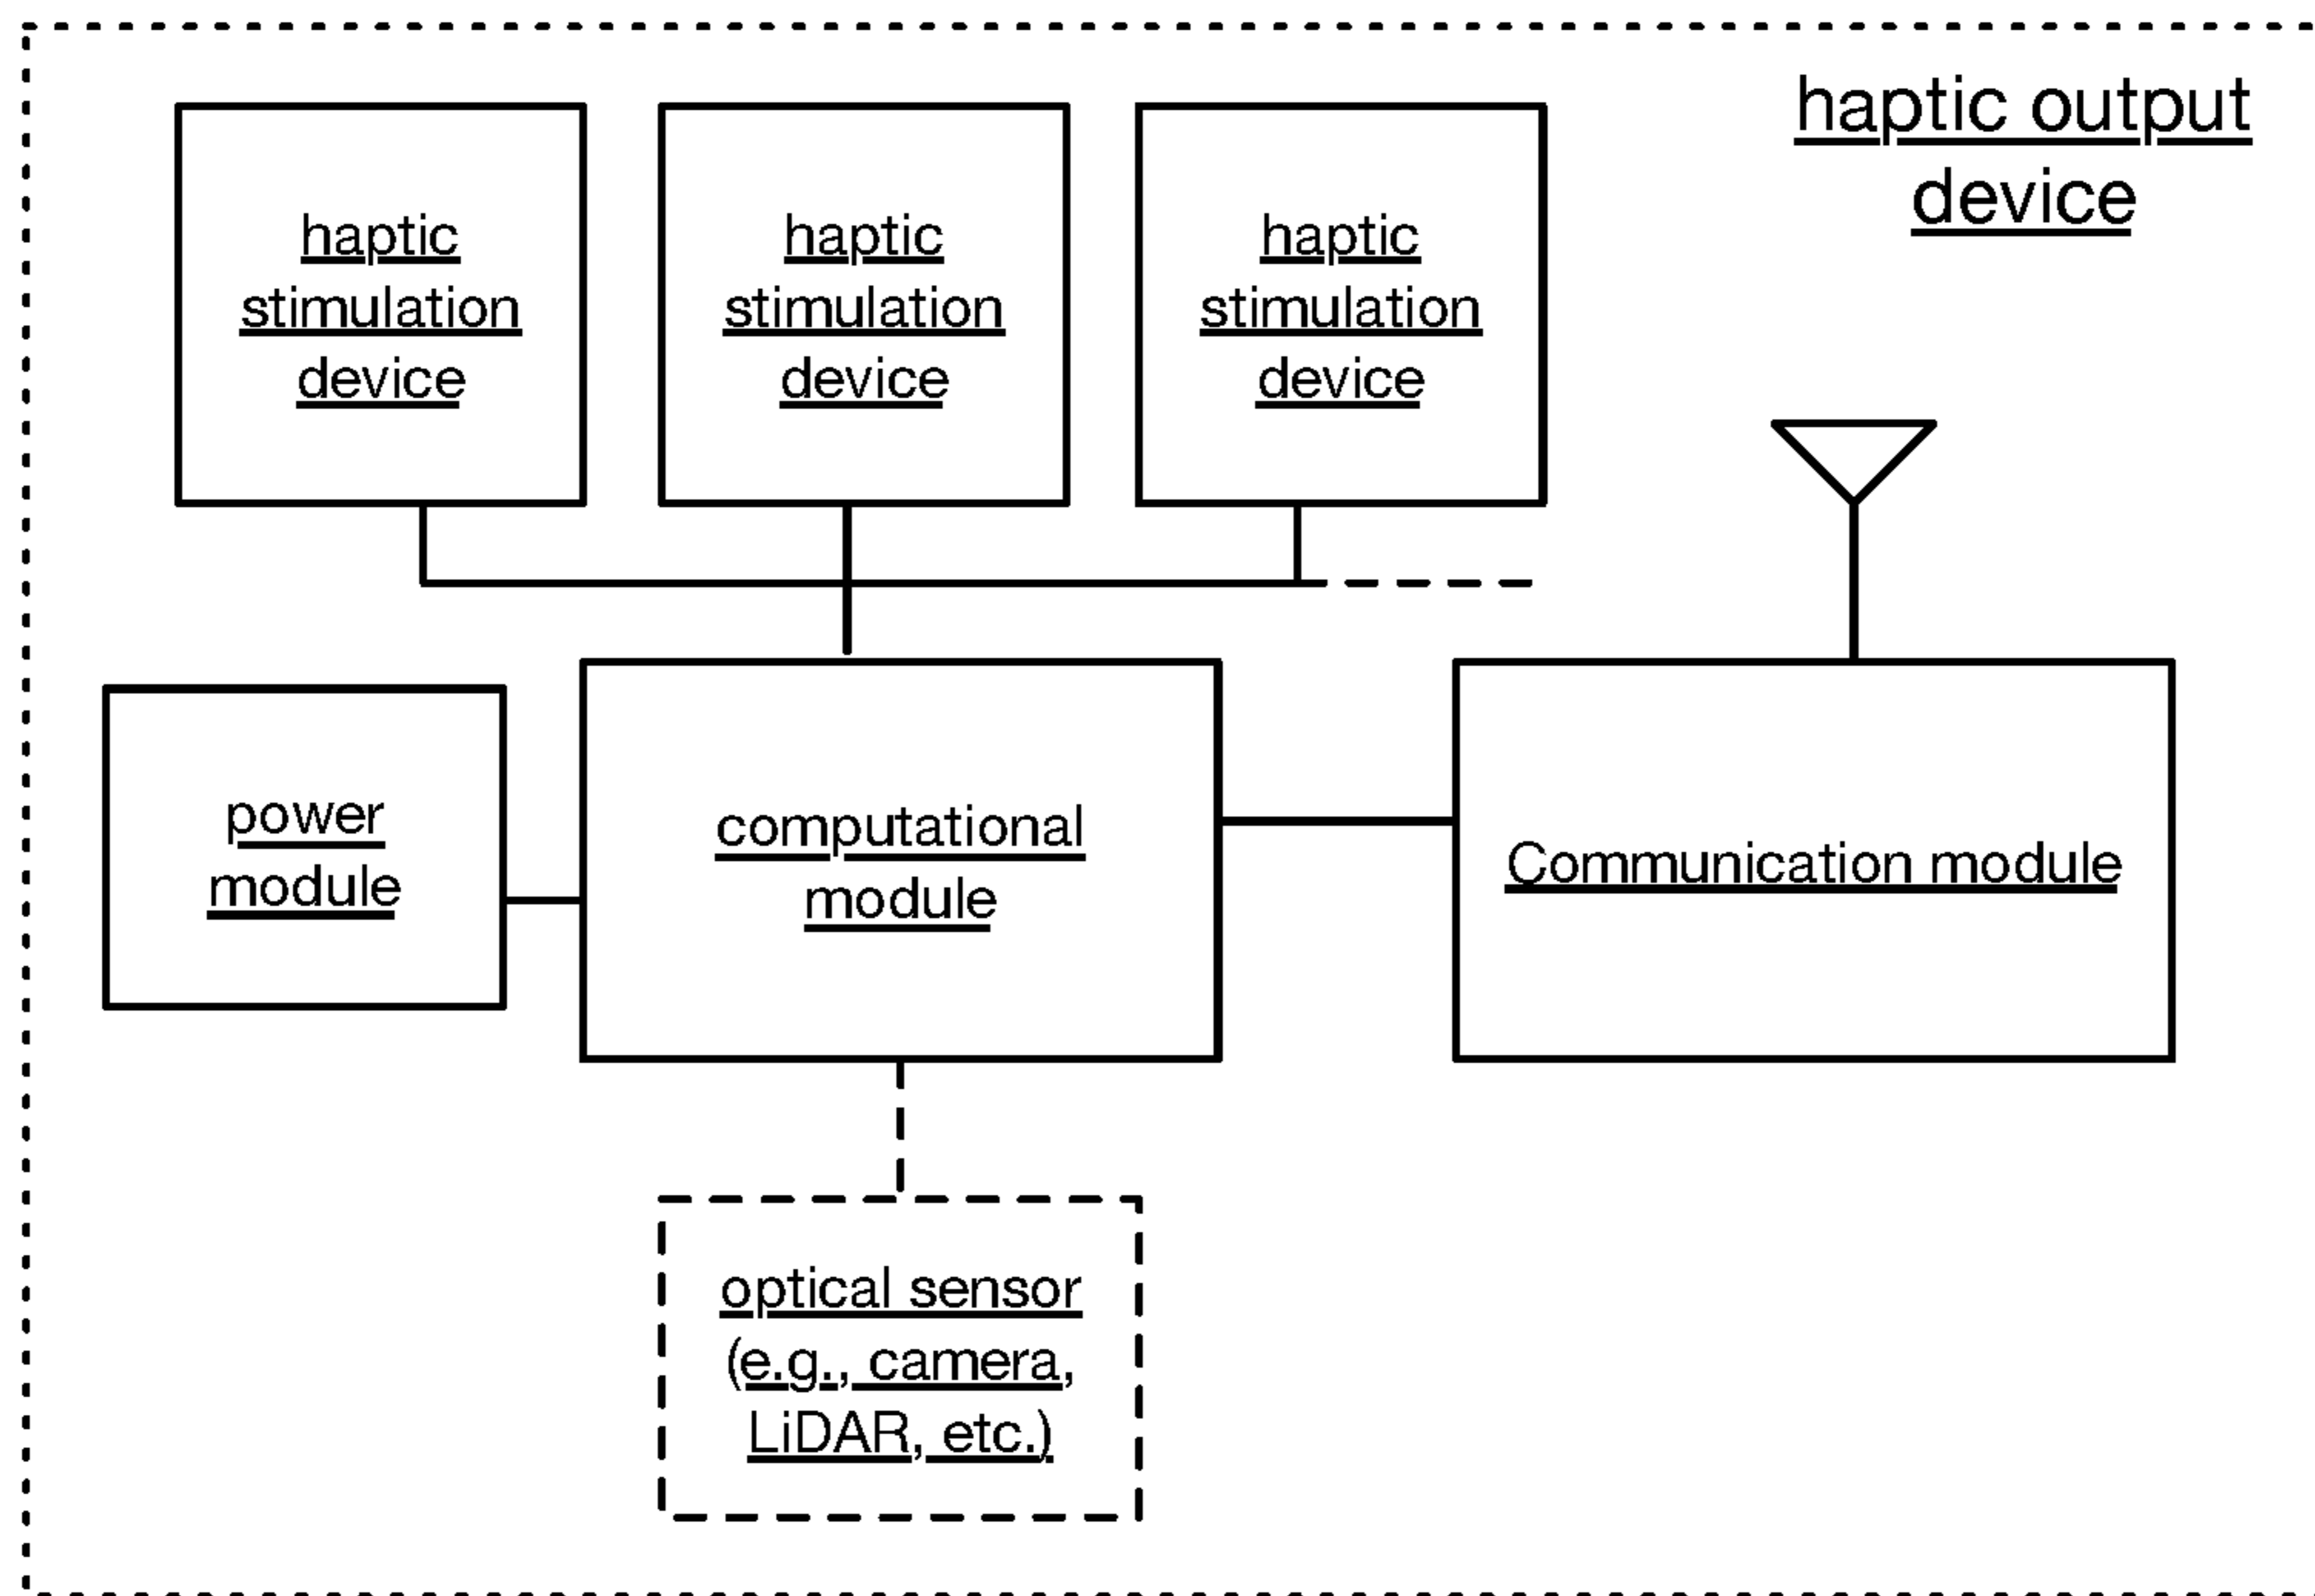 haptic output
device
haptic
stimulation
device
haptic
stimulation
device
haptic
stimulation
device
power
module
computational
module
Communication module
optical sensor
(e.g., camera,
LiDAR, etc.)